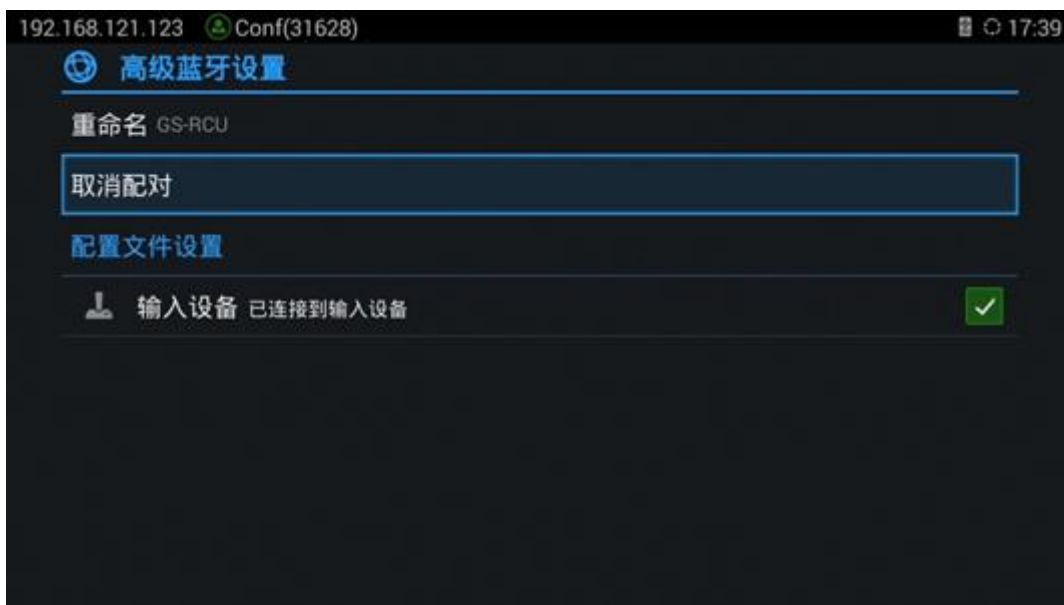 192.168.121.123 Conf(31628) 17:39
高级蓝牙设置
重命名 GS-RCU
取消配对
配置文件设置
输入设备 已连接到输入设备